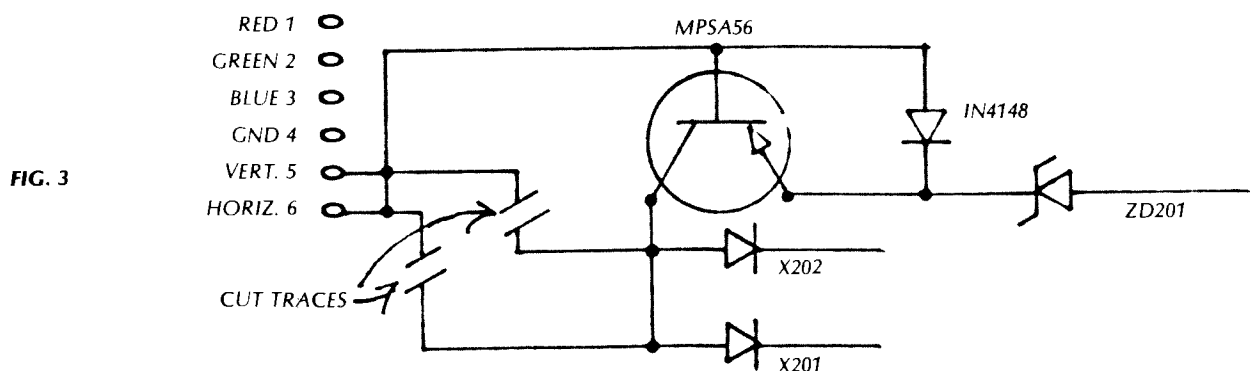 RED 1
GREEN 2
BLUE 3
GND 4
VERT. 5
HORIZ. 6
FIG. 3
CUT TRACES
MPSA56
IN4148
ZD201
X202
X201